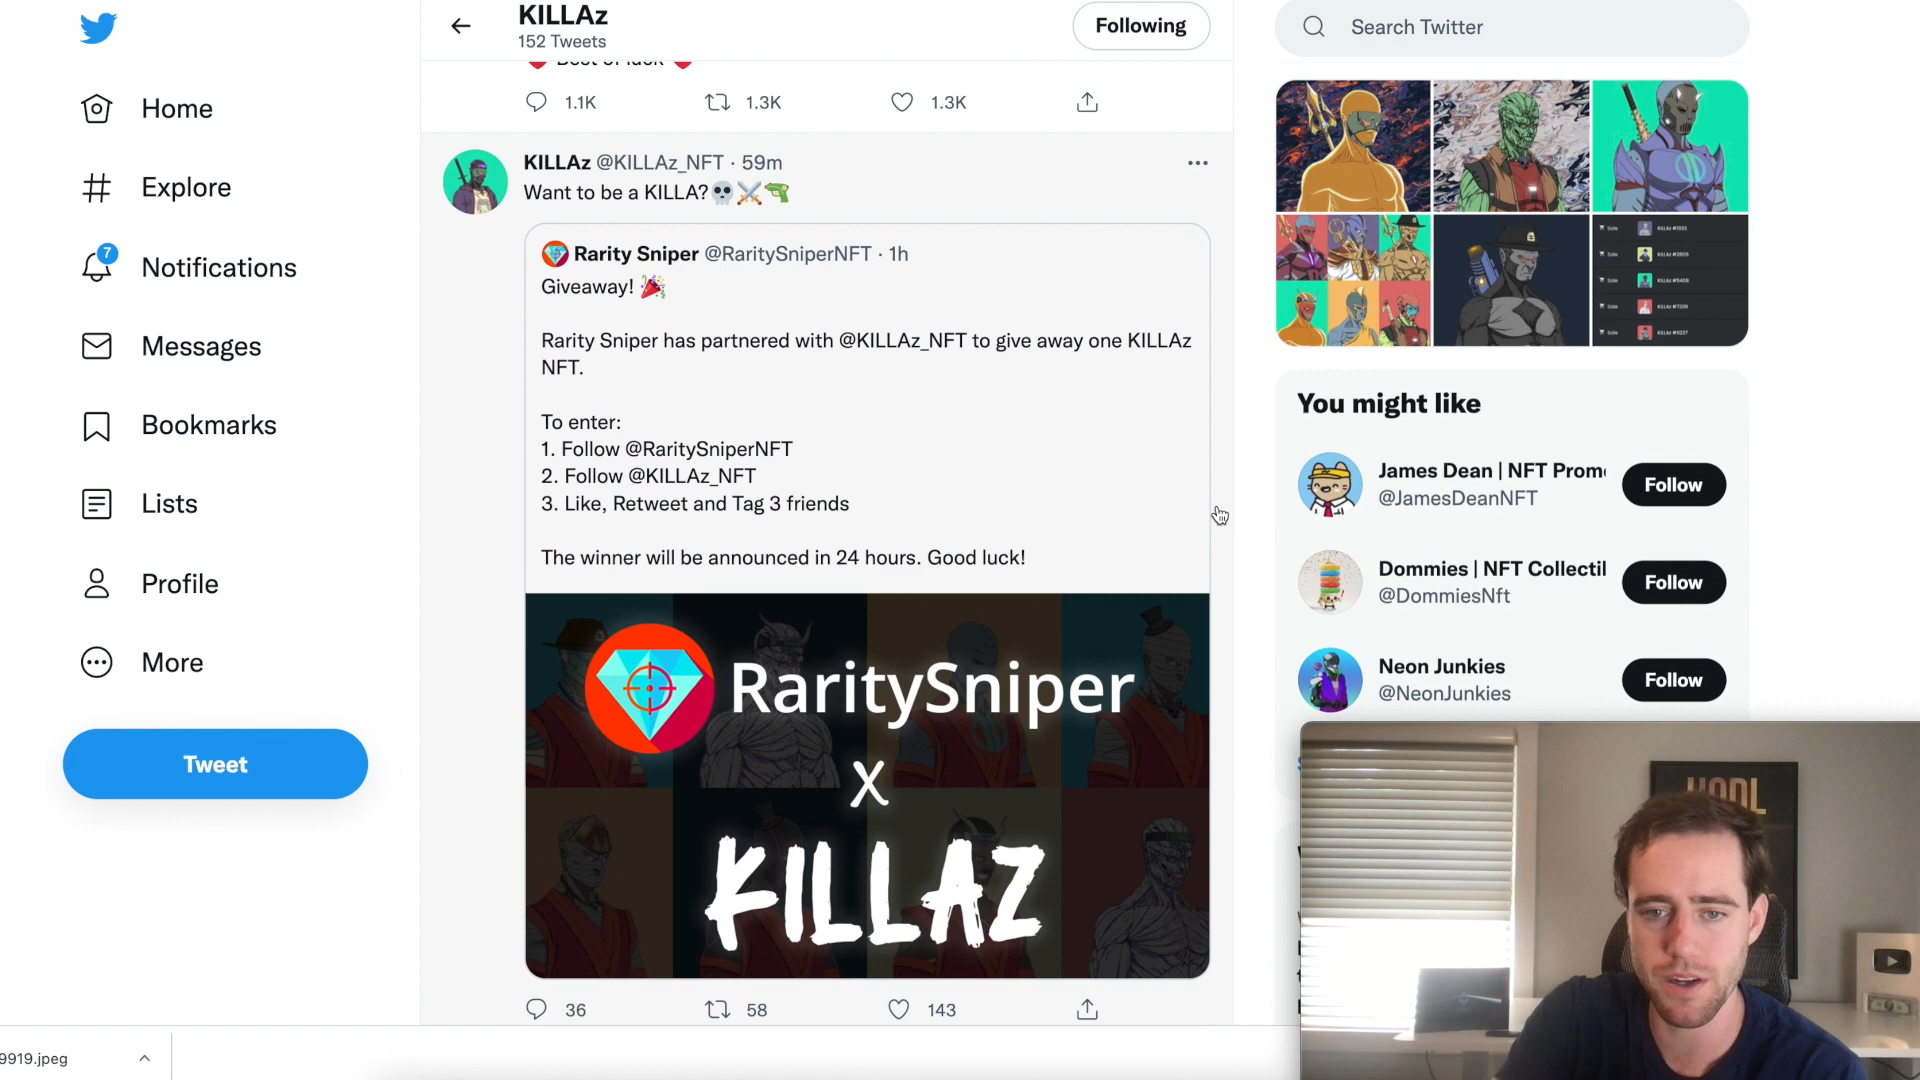 KILLAz
152 Tweets
Following
Search Twitter
Home
Explore
7
Notifications
Messages
Bookmarks
Lists
Profile
More
Tweet
1.1K
1.3K
1.3K
KILLAz @KILLAz_NFT · 59m
Want to be a KILLA?💀⚔️🔫
Rarity Sniper @RaritySniperNFT · 1h
Giveaway! 🎉
Rarity Sniper has partnered with @KILLAz_NFT to give away one KILLAz
NFT.
To enter:
1. Follow @RaritySniperNFT
2. Follow @KILLAz_NFT
3. Like, Retweet and Tag 3 friends
The winner will be announced in 24 hours. Good luck!
RaritySniper
X
KILLAZ
36
58
143
You might like
James Dean | NFT Prom
@JamesDeanNFT
Follow
Dommies | NFT Collectil
@DommiesNft
Follow
Neon Junkies
@NeonJunkies
Follow
HODL
9919.jpeg